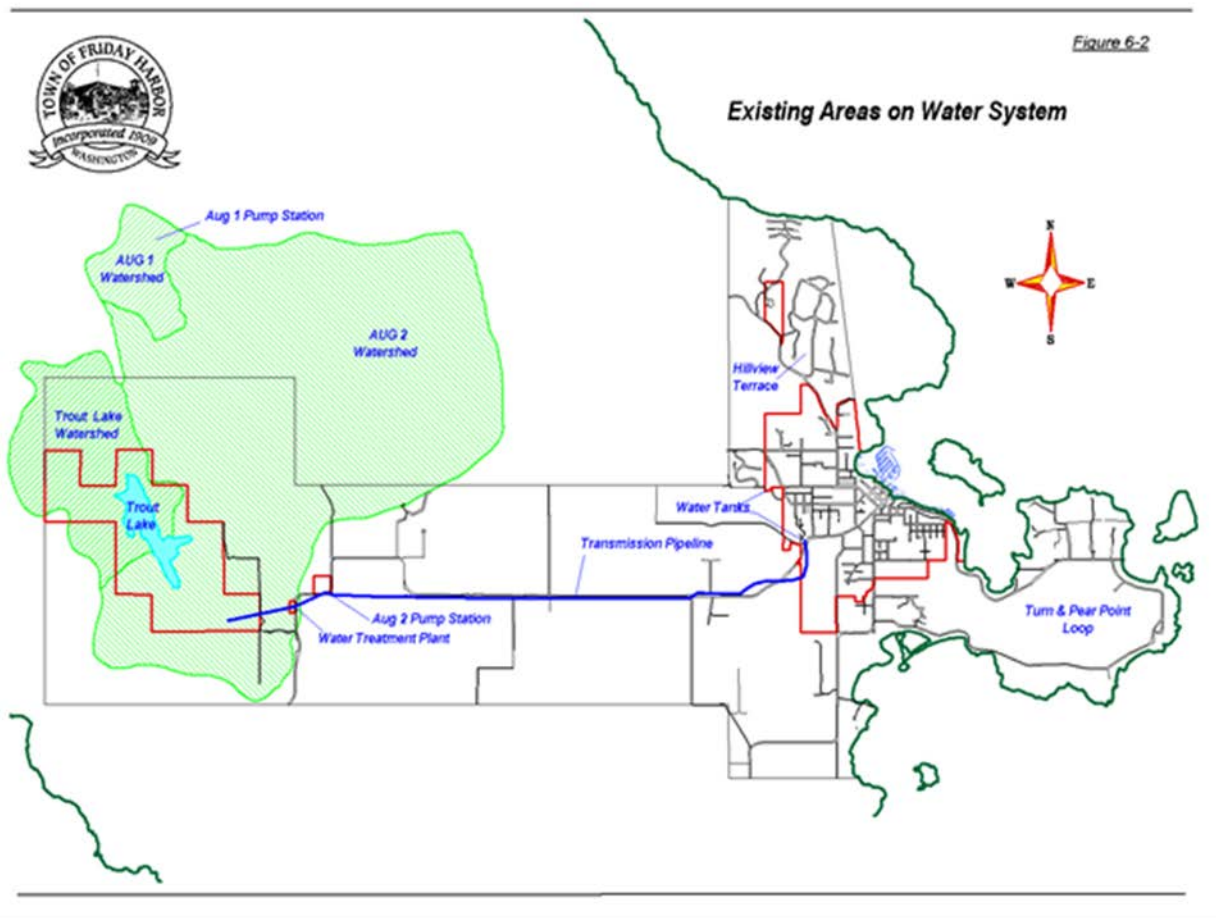 Figure 6-2
TOWN OF FRIDAY HARBOR
Incorporated 1909
WASHINGTON
Existing Areas on Water System
Aug 1 Pump Station
AUG 1
Watershed
N
W
E
S
AUG 2
Watershed
Hillview
Terrace
Trout Lake
Watershed
Trout
Lake
Water Tanks
Transmission Pipeline
Aug 2 Pump Station
Water Treatment Plant
Turn & Pear Point
Loop